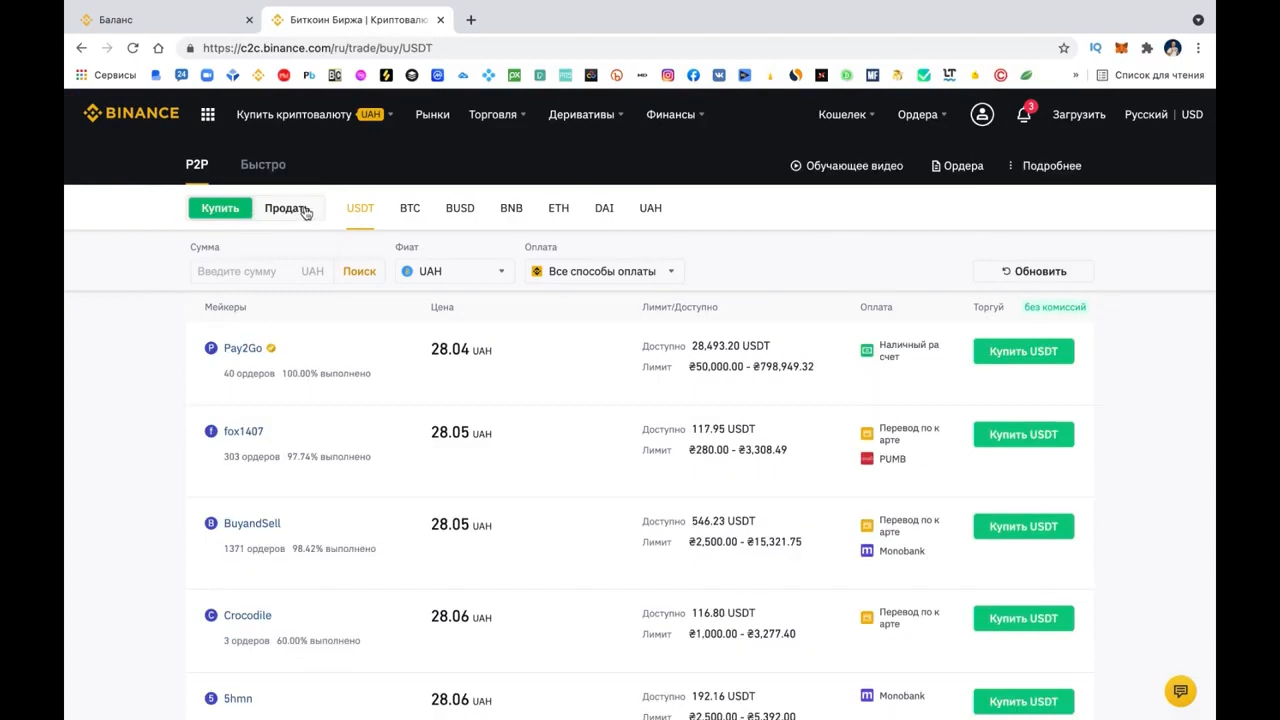 Баланс
Биткоин Биржа | Криптовалю
https://c2c.binance.com/ru/trade/buy/USDT
Сервисы
Список для чтения
BINANCE
Купить криптовалюту UAH
Рынки
Торговля
Деривативы
Финансы
Кошелек
Ордера
3
Загрузить
Русский | USD
P2P
Быстро
Обучающее видео
Ордера
Подробнее
Купить
Продать
USDT
BTC
BUSD
BNB
ETH
DAI
UAH
Сумма
Фиат
Оплата
Введите сумму UAH Поиск
UAH
Все способы оплаты
Обновить
Мейкеры
Цена
Лимит/Доступно
Оплата
Торгуй без комиссий
P Pay2Go
40 ордеров 100.00% выполнено
28.04 UAH
Доступно 28,493.20 USDT
Лимит ₴50,000.00 - ₴798,949.32
Наличный ра
счет
Купить USDT
f fox1407
303 ордеров 97.74% выполнено
28.05 UAH
Доступно 117.95 USDT
Лимит ₴280.00 - ₴3,308.49
Перевод по к
арте
PUMB
Купить USDT
B BuyandSell
1371 ордеров 98.42% выполнено
28.05 UAH
Доступно 546.23 USDT
Лимит ₴2,500.00 - ₴15,321.75
Перевод по к
арте
Monobank
Купить USDT
C Crocodile
3 ордеров 60.00% выполнено
28.06 UAH
Доступно 116.80 USDT
Лимит ₴1,000.00 - ₴3,277.40
Перевод по к
арте
Купить USDT
5 5hmn
28.06 UAH
Доступно 192.16 USDT
Лимит ₴2,500.00 - ₴5,392.00
Monobank
Купить USDT